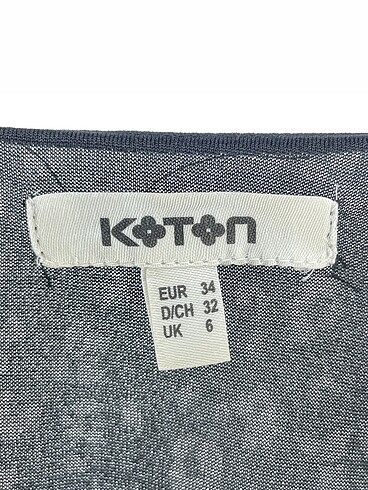 KOTON
EUR 34
D/CH 32
UK 6